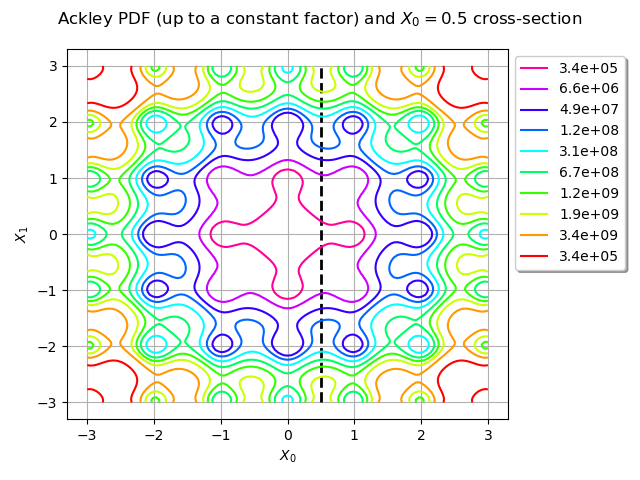 Ackley PDF (up to a constant factor) and X₀ = 0.5 cross-section
3
2
1
0
−1
−2
−3
X₁
−3
−2
−1
0
1
2
3
X₀
3.4e+05
6.6e+06
4.9e+07
1.2e+08
3.1e+08
6.7e+08
1.2e+09
1.9e+09
3.4e+09
3.4e+05